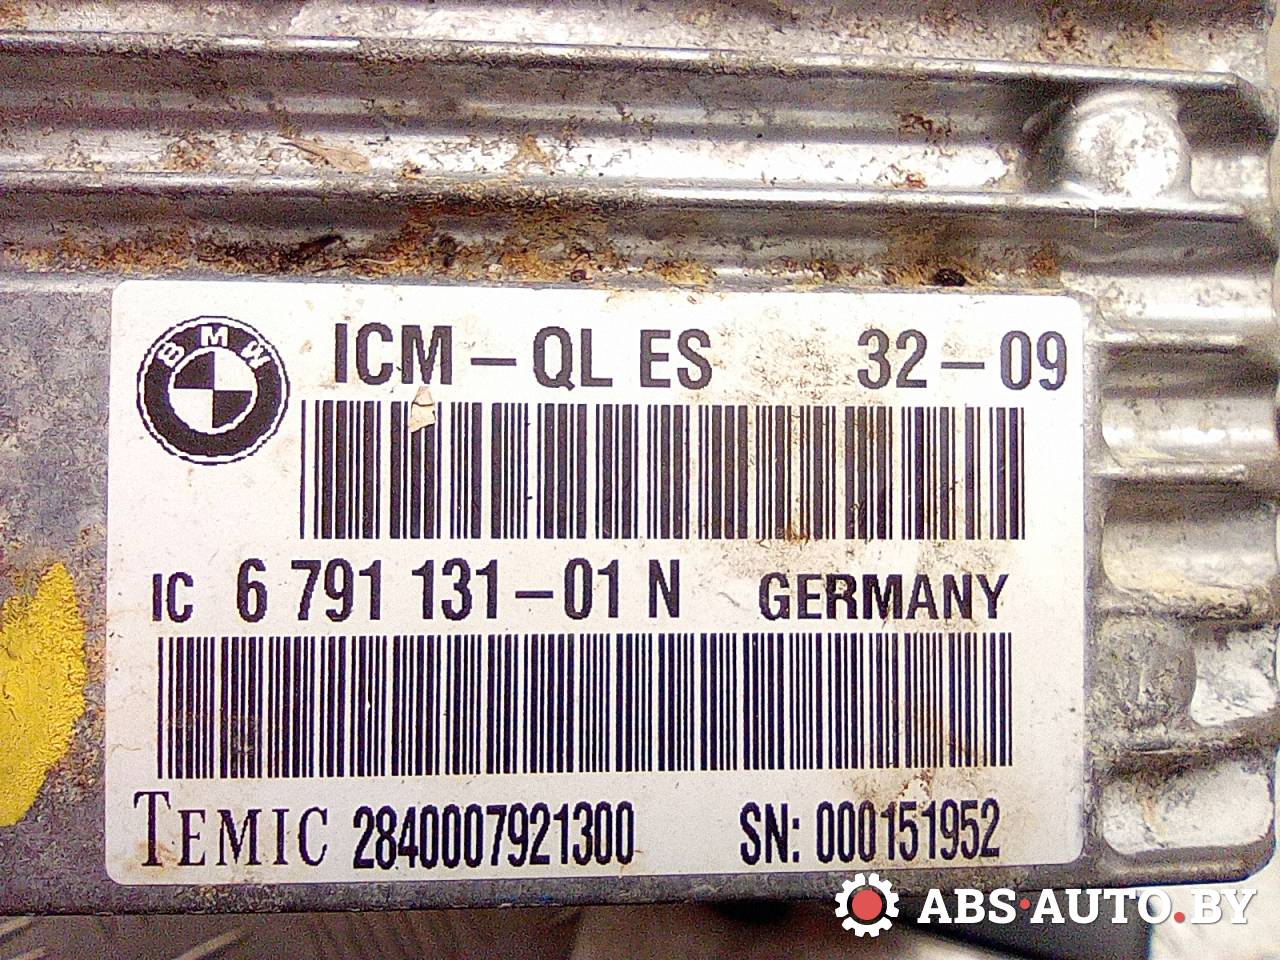 BMW
ICM-QL ES 32-09
IC 6 791 131-01 N GERMANY
TEMIC 2840007921300 SN: 000151952
ABS·AUTO.BY